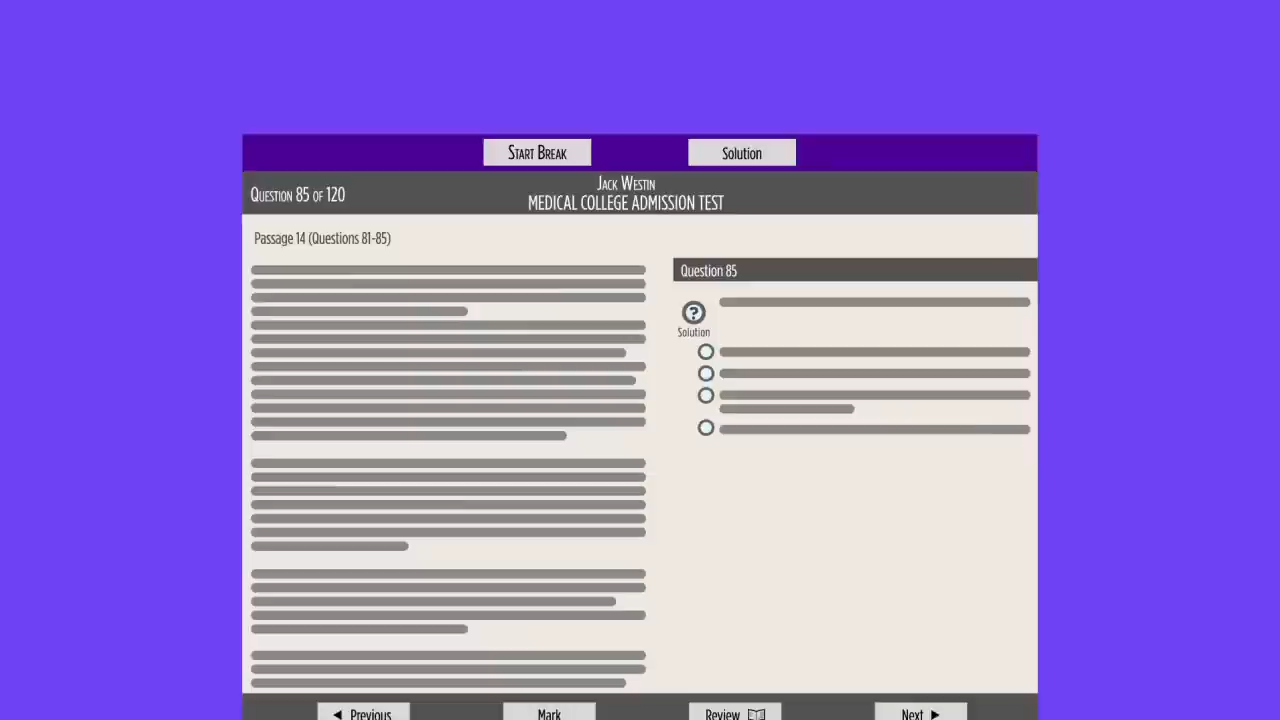 START BREAK
Solution
QUESTION 85 OF 120
JACK WESTIN
MEDICAL COLLEGE ADMISSION TEST
Passage 14 (Questions 81-85)
Question 85
?
Solution
Previous
Mark
Review
Next